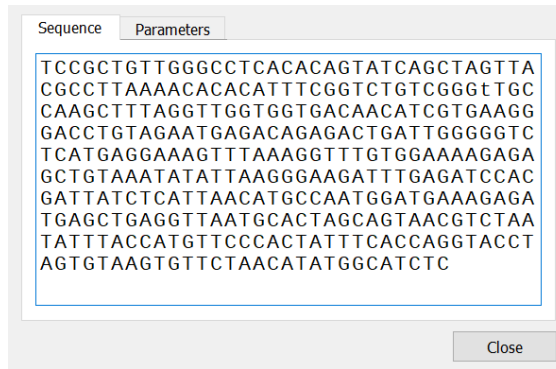 Sequence
Parameters
TCCGCTGTTGGGCCTCACACAGTATCAGCTAGTTA
CGCCTTAAAACACACATTTCGGTCTGTCGGGtTGC
CAAGCTTTAGGTTGGTGGTGACAACATCGTGAAGG
GACCTGTAGAATGAGACAGAGACTGATTGGGGGTC
TCATGAGGAAAGTTTAAAGGTTTGTGGAAAAGAGA
GCTGTAAATATATTAAGGGAAGATTTGAGATCCAC
GATTATCTCATTAACATGCCAATGGATGAAAGAGA
TGAGCTGAGGTTAATGCACTAGCAGTAACGTCTAA
TATTTACCATGTTCCCACTATTTCACCAGGTACCT
AGTGTAAGTGTTCTAACATATGGCATCTC
Close